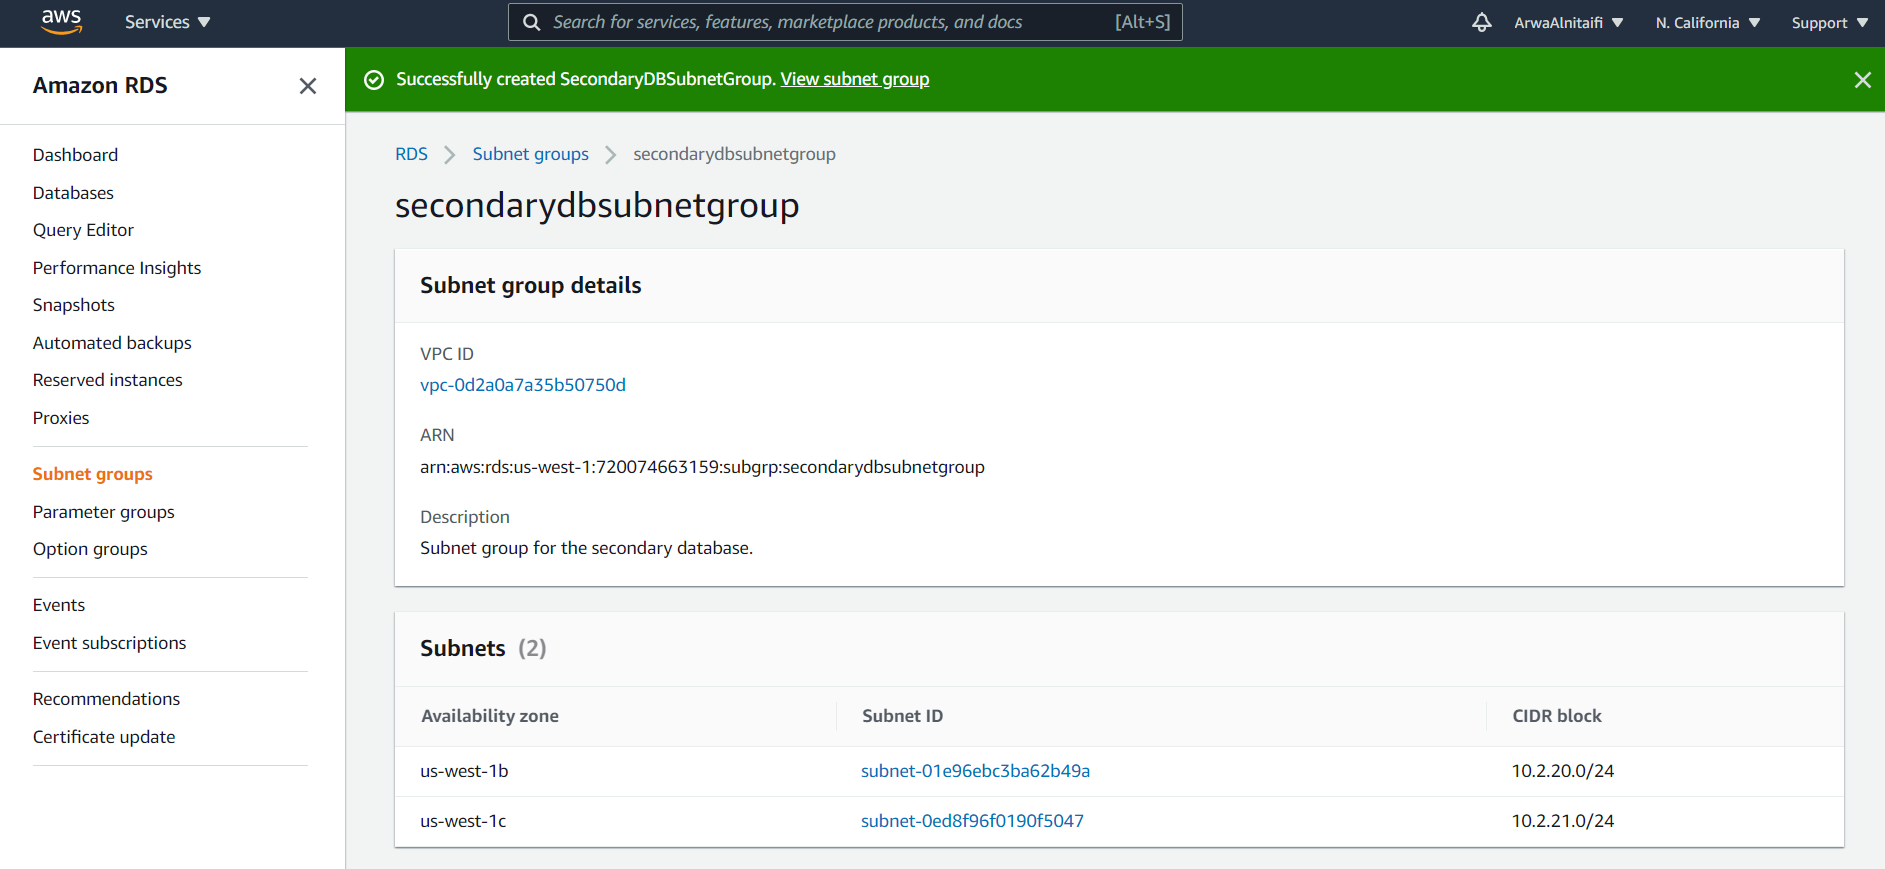 aws Services Search for services, features, marketplace products, and docs [Alt+S] ArwaAlnitaifi N. California Support
Amazon RDS
Dashboard
Databases
Query Editor
Performance Insights
Snapshots
Automated backups
Reserved instances
Proxies
Subnet groups
Parameter groups
Option groups
Events
Event subscriptions
Recommendations
Certificate update
Successfully created SecondaryDBSubnetGroup. View subnet group
RDS Subnet groups secondarydbsubnetgroup
secondarydbsubnetgroup
Subnet group details
VPC ID
vpc-0d2a0a7a35b50750d
ARN
arn:aws:rds:us-west-1:720074663159:subgrp:secondarydbsubnetgroup
Description
Subnet group for the secondary database.
Subnets (2)
Availability zone Subnet ID CIDR block
us-west-1b subnet-01e96ebc3ba62b49a 10.2.20.0/24
us-west-1c subnet-0ed8f96f0190f5047 10.2.21.0/24